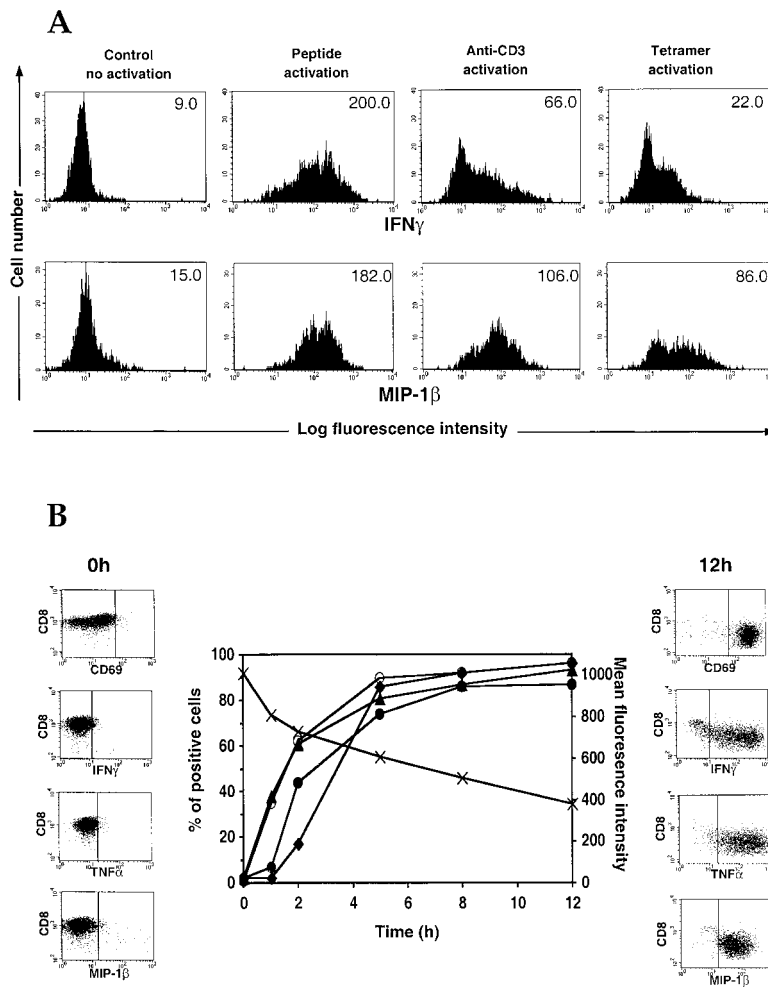 A
Control
no activation
Peptide
activation
Anti-CD3
activation
Tetramer
activation
Cell number
9.0
200.0
66.0
22.0
IFNγ
15.0
182.0
106.0
86.0
MIP-1β
Log fluorescence intensity
B
0h
12h
CD8
CD69
CD8
IFNγ
CD8
TNFα
CD8
MIP-1β
% of positive cells
100
80
60
40
20
0
0 2 4 6 8 10 12
Time (h)
1000
800
600
400
200
0
Mean fluoresence intensity
CD8
CD69
CD8
IFNγ
CD8
TNFα
CD8
MIP-1β